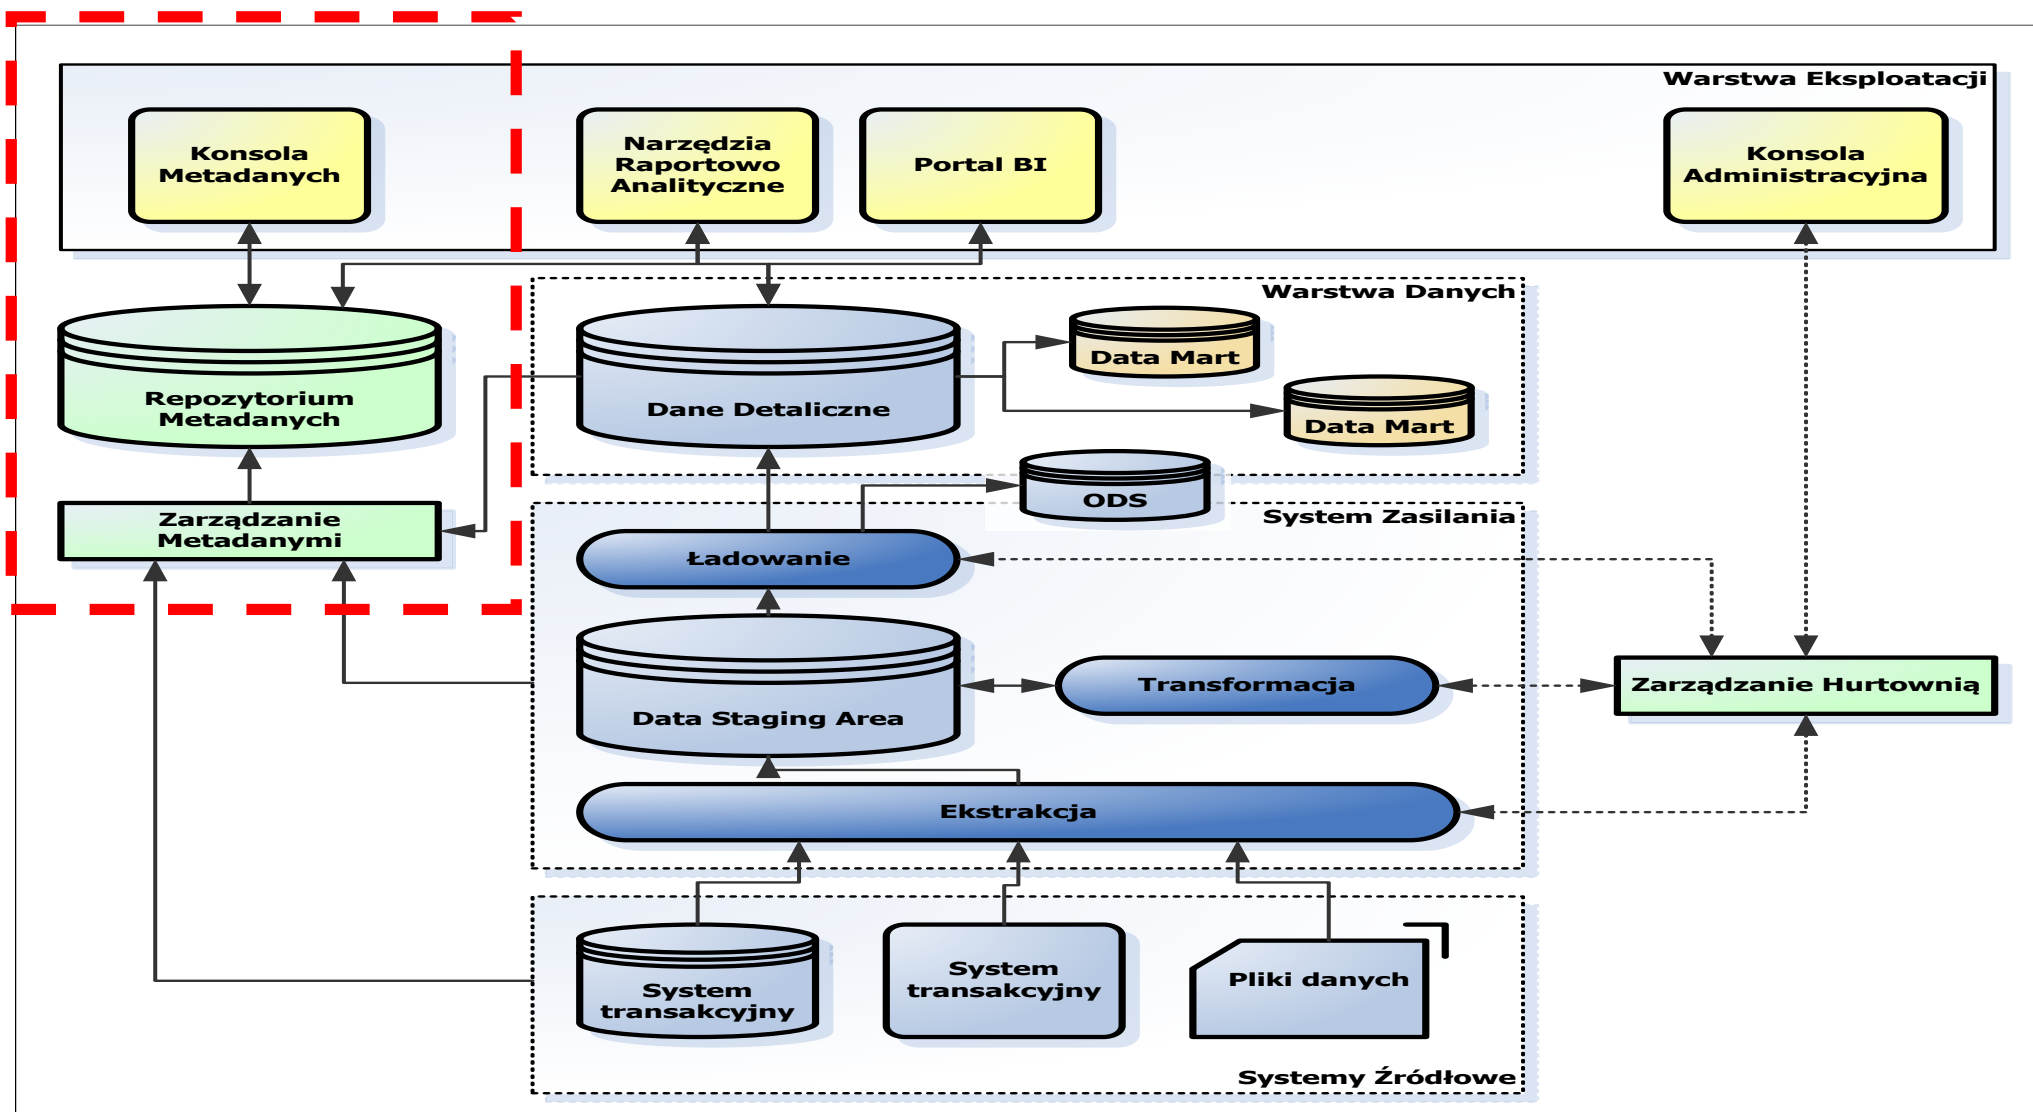 Warstwa Eksploatacji
Konsola
Metadanych
Narzędzia
Raportowo
Analityczne
Portal BI
Konsola
Administracyjna
Warstwa Danych
Repozytorium
Metadanych
Dane Detaliczne
Data Mart
Data Mart
ODS
System Zasilania
Zarządzanie
Metadanymi
Ładowanie
Data Staging Area
Transformacja
Zarządzanie Hurtownią
Ekstrakcja
System
transakcyjny
System
transakcyjny
Pliki danych
Systemy Źródłowe